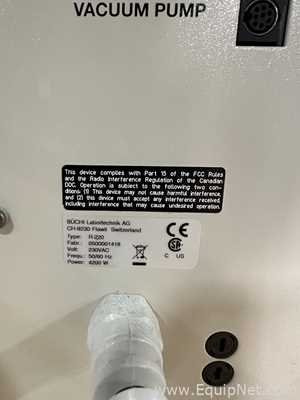 VACUUM PUMP
This device complies with Part 15 of the FCC Rules
and the Radio Interference Regulation of the Canadian
DOC. Operation is subject to the following two con-
ditions: (1) This device may not cause harmful interference,
and (2) this device must accept any interference received,
including interference that may cause undesired operation.
BÜCHI Labortechnik AG
CH-9230 Flawil Switzerland
Type: R-220
Fabr.: 0500001418
Volt: 230VAC
Frequ.: 50/60 Hz
Power: 4200 W
CE
C US
www.EquipNet.com